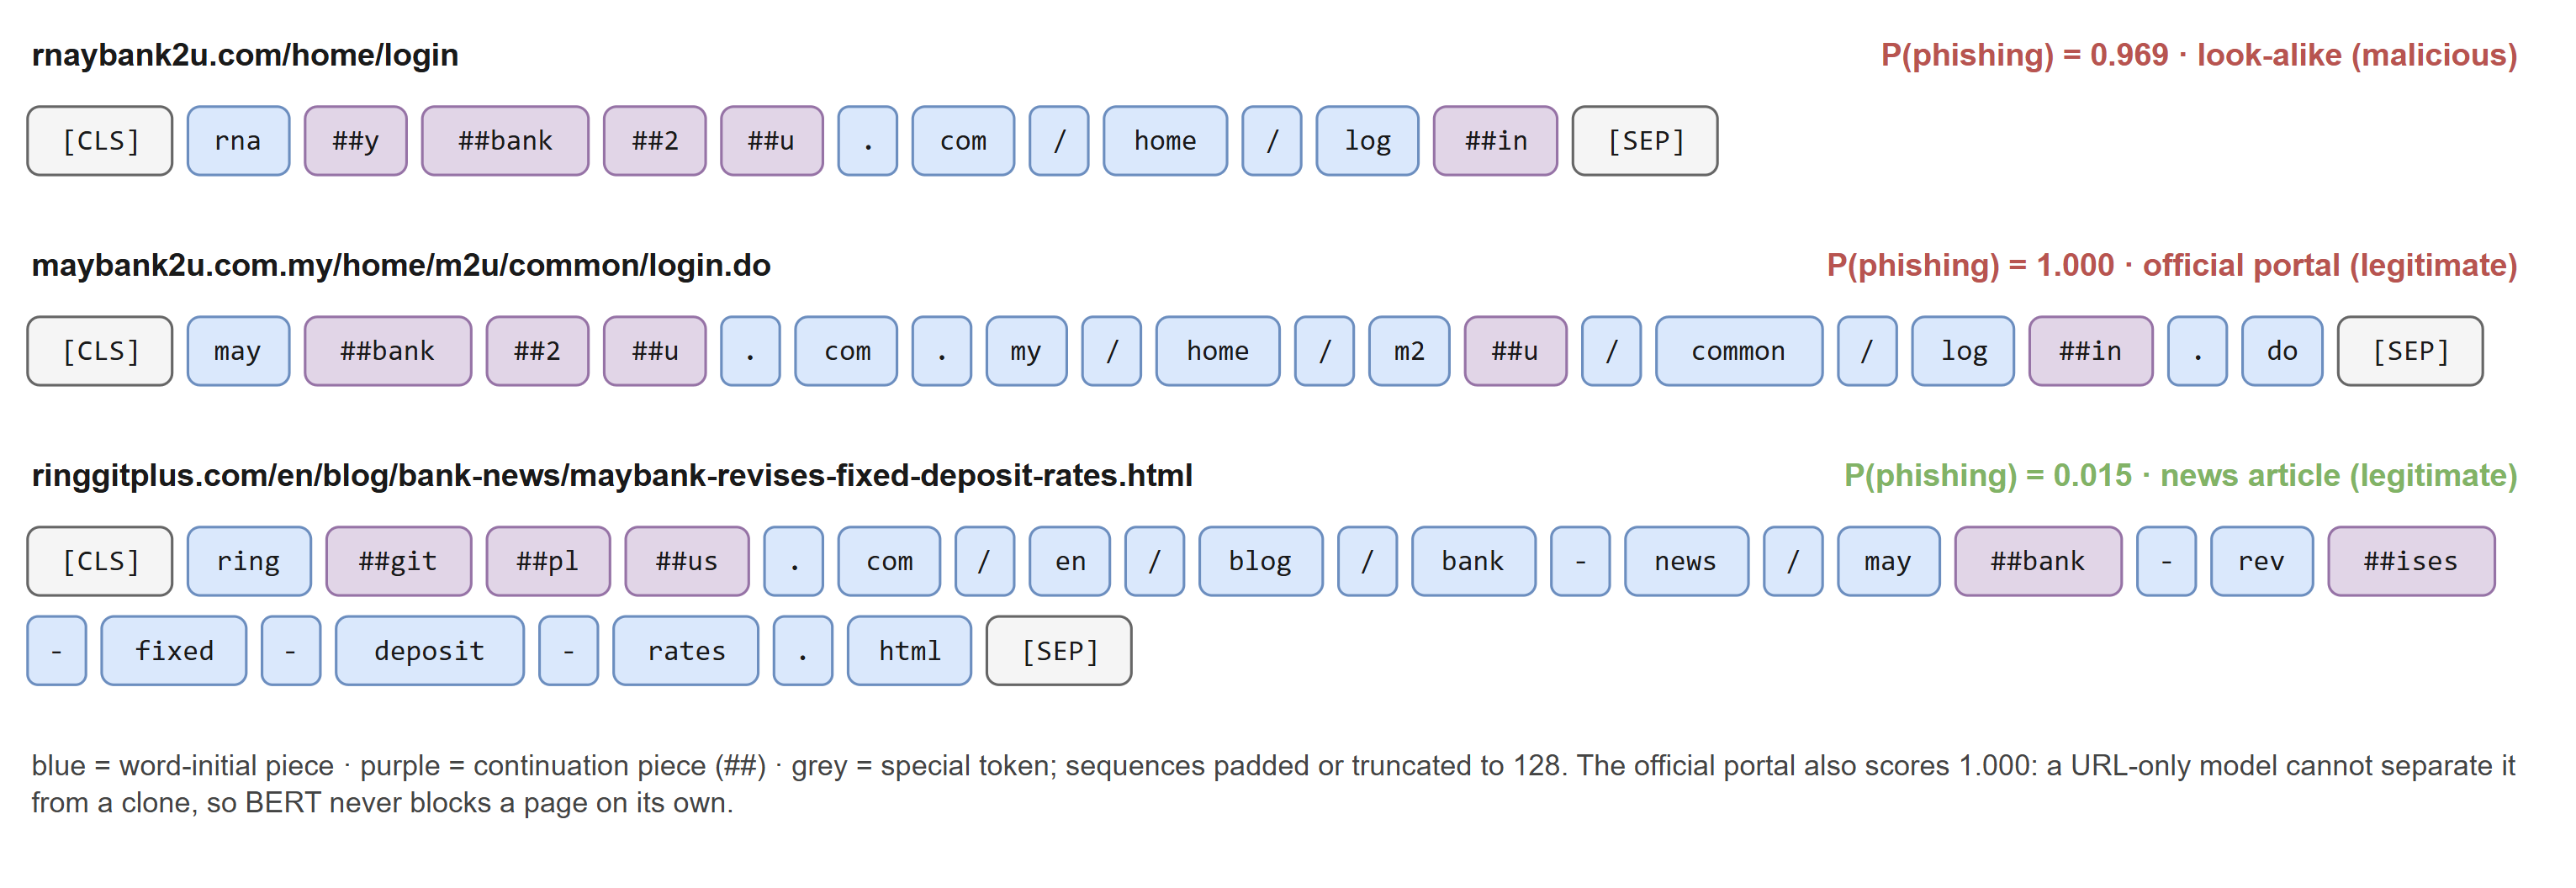 rnaybank2u.com/home/login P(phishing) = 0.969 · look-alike (malicious)
[CLS] rna ##y ##bank ##2 ##u . com / home / log ##in [SEP]
maybank2u.com.my/home/m2u/common/login.do P(phishing) = 1.000 · official portal (legitimate)
[CLS] may ##bank ##2 ##u . com . my / home / m2 ##u / common / log ##in . do [SEP]
ringgitplus.com/en/blog/bank-news/maybank-revises-fixed-deposit-rates.html P(phishing) = 0.015 · news article (legitimate)
[CLS] ring ##git ##pl ##us . com / en / blog / bank - news / may ##bank - rev ##ises
- fixed - deposit - rates . html [SEP]
blue = word-initial piece · purple = continuation piece (##) · grey = special token; sequences padded or truncated to 128. The official portal also scores 1.000: a URL-only model cannot separate it
from a clone, so BERT never blocks a page on its own.